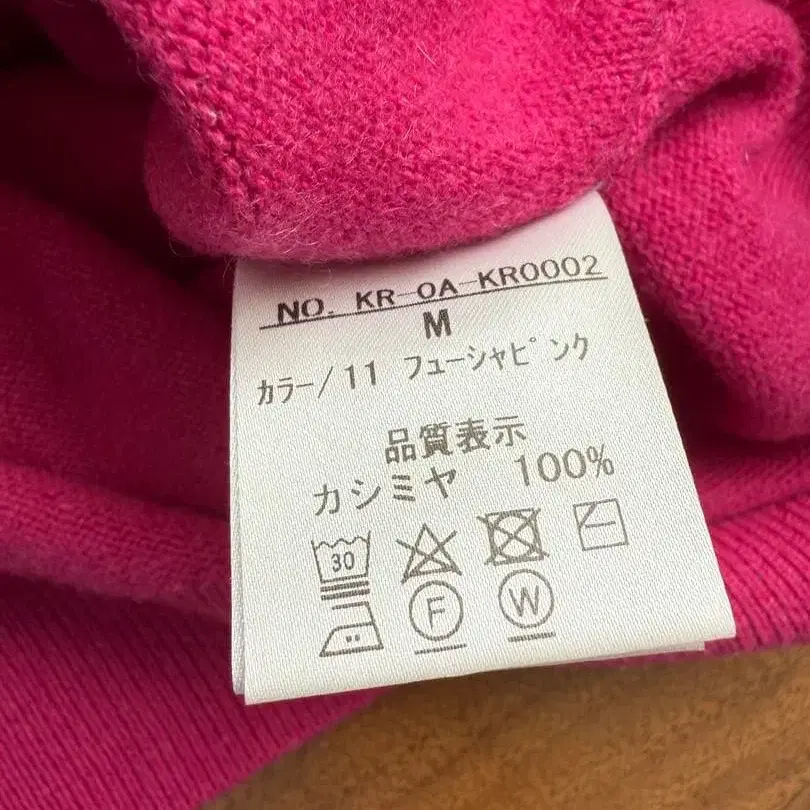 NO. KR-OA-KR0002
M
カラー/11 フューシャピンク
品質表示
カシミヤ 100%
30
F W